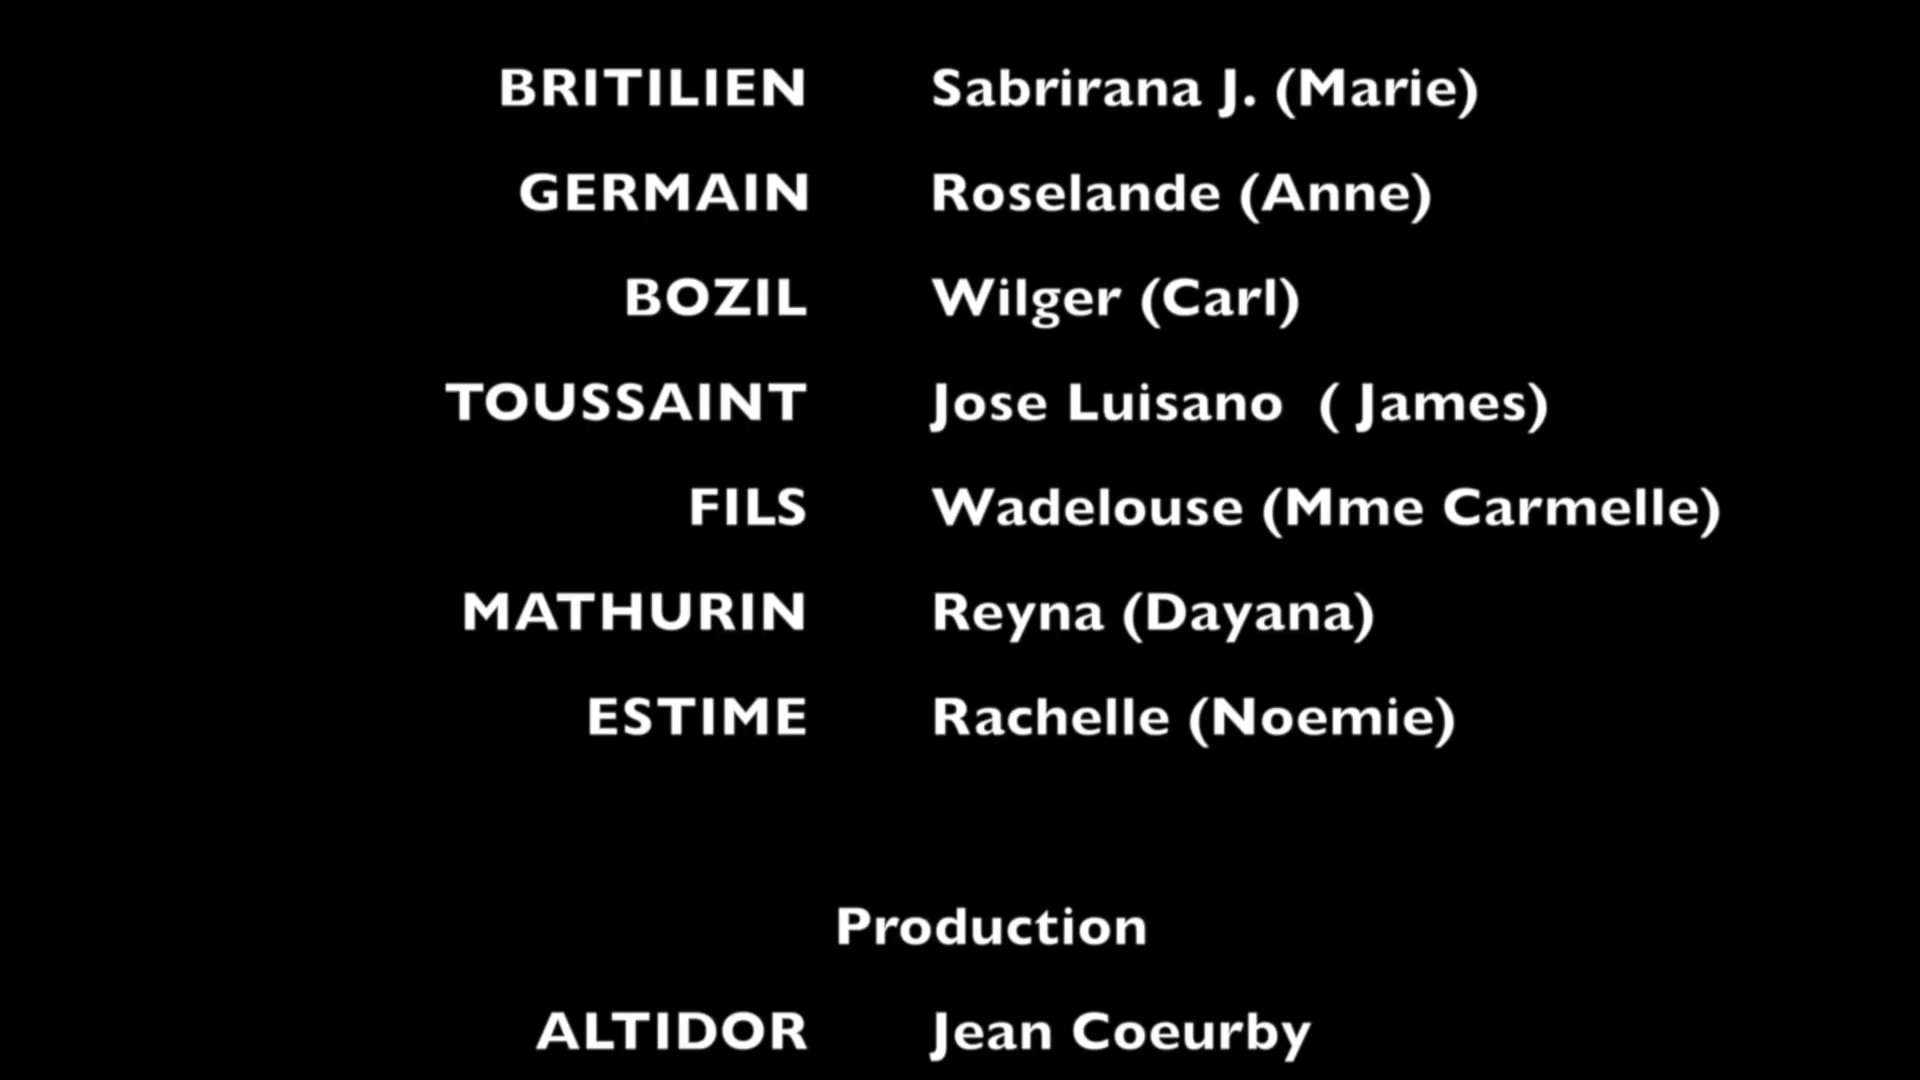 BRITILIEN Sabrirana J. (Marie)
GERMAIN Roselande (Anne)
BOZIL Wilger (Carl)
TOUSSAINT Jose Luisano ( James)
FILS Wadelouse (Mme Carmelle)
MATHURIN Reyna (Dayana)
ESTIME Rachelle (Noemie)
Production
ALTIDOR Jean Coeurby